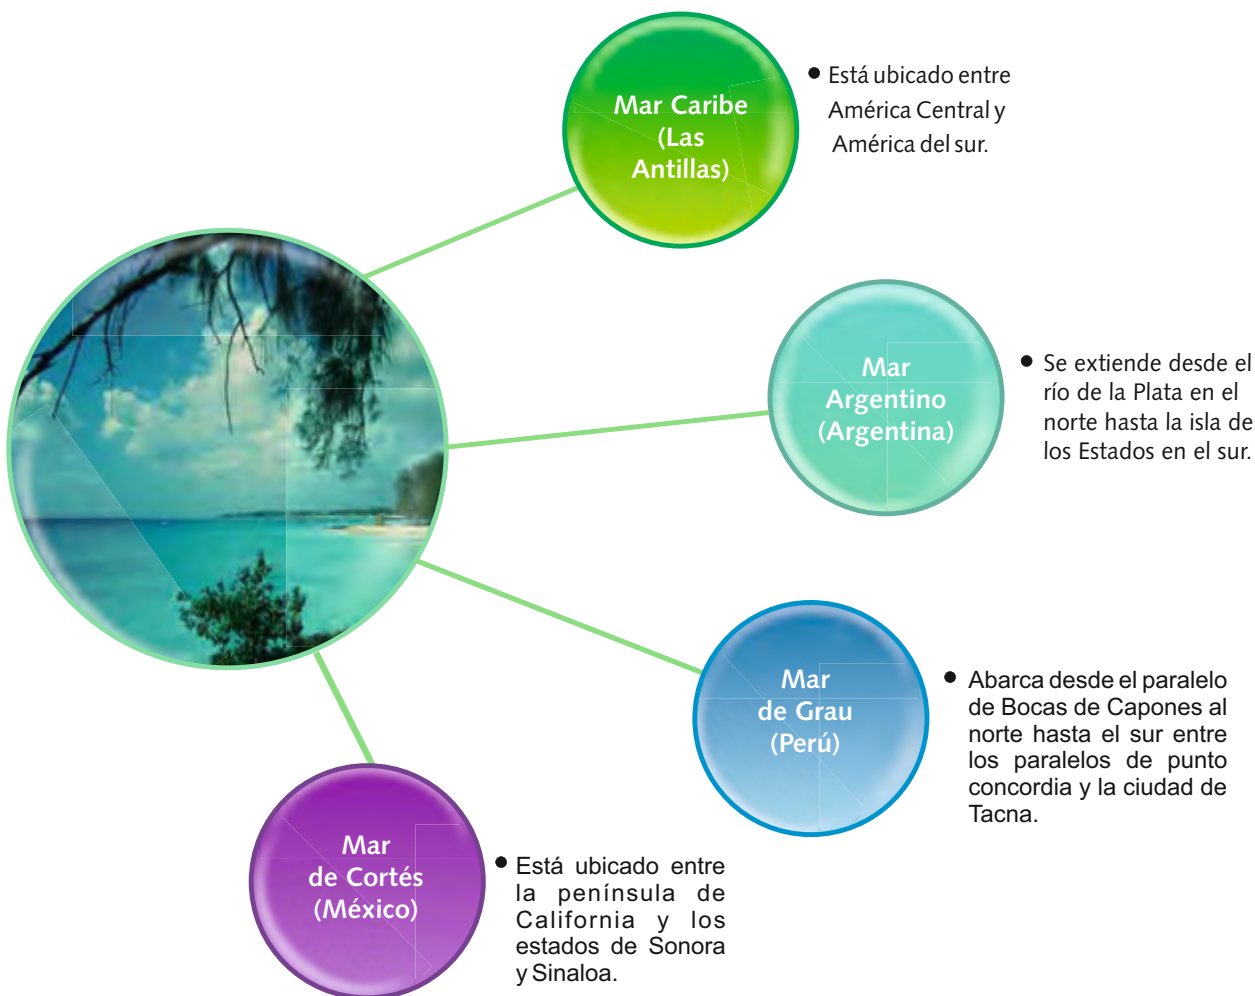 Mar Caribe
(Las
Antillas)
● Está ubicado entre
América Central y
América del sur.
Mar
Argentino
(Argentina)
● Se extiende desde el
río de la Plata en el
norte hasta la isla de
los Estados en el sur.
Mar
de Grau
(Perú)
● Abarca desde el paralelo
de Bocas de Capones al
norte hasta el sur entre
los paralelos de punto
concordia y la ciudad de
Tacna.
Mar
de Cortés
(México)
● Está ubicado entre
la península de
California y los
estados de Sonora
y Sinaloa.